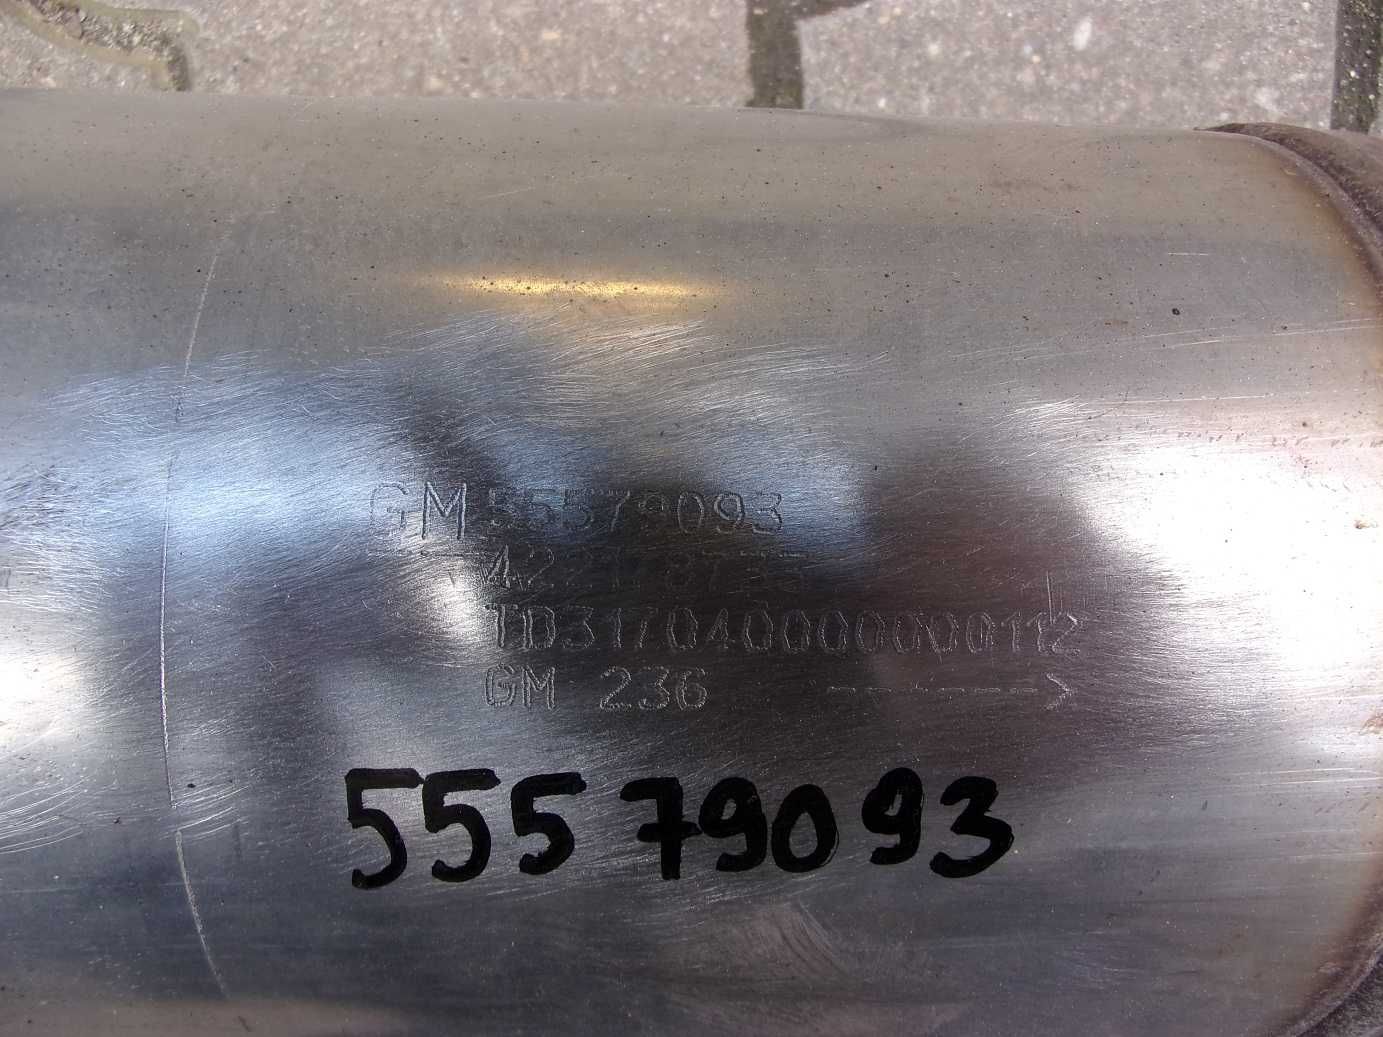 GM 55579093
TD3170400000000112
GM 236 ------->
55579093